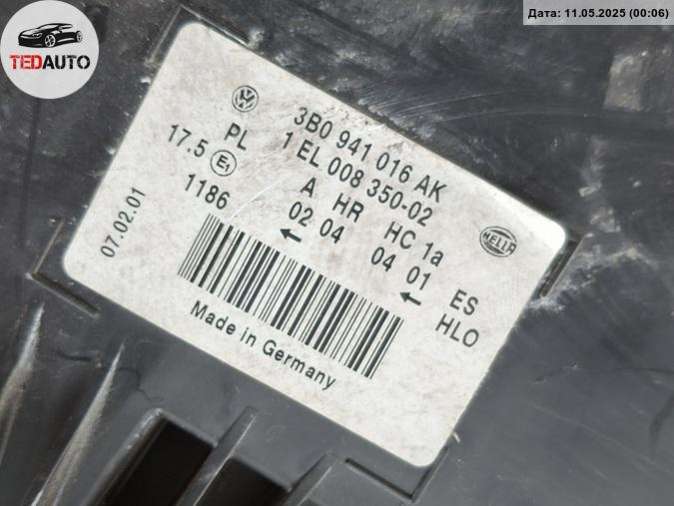 TEDAUTO
Дата: 11.05.2025 (00:06)
3B0 941 016 AK
1 EL 008 350-02
PL
17.5 E1
1186
A HR HC 1a
02 04 04 01
←
←
ES
HLO
HELLA
07.02.01
Made in Germany